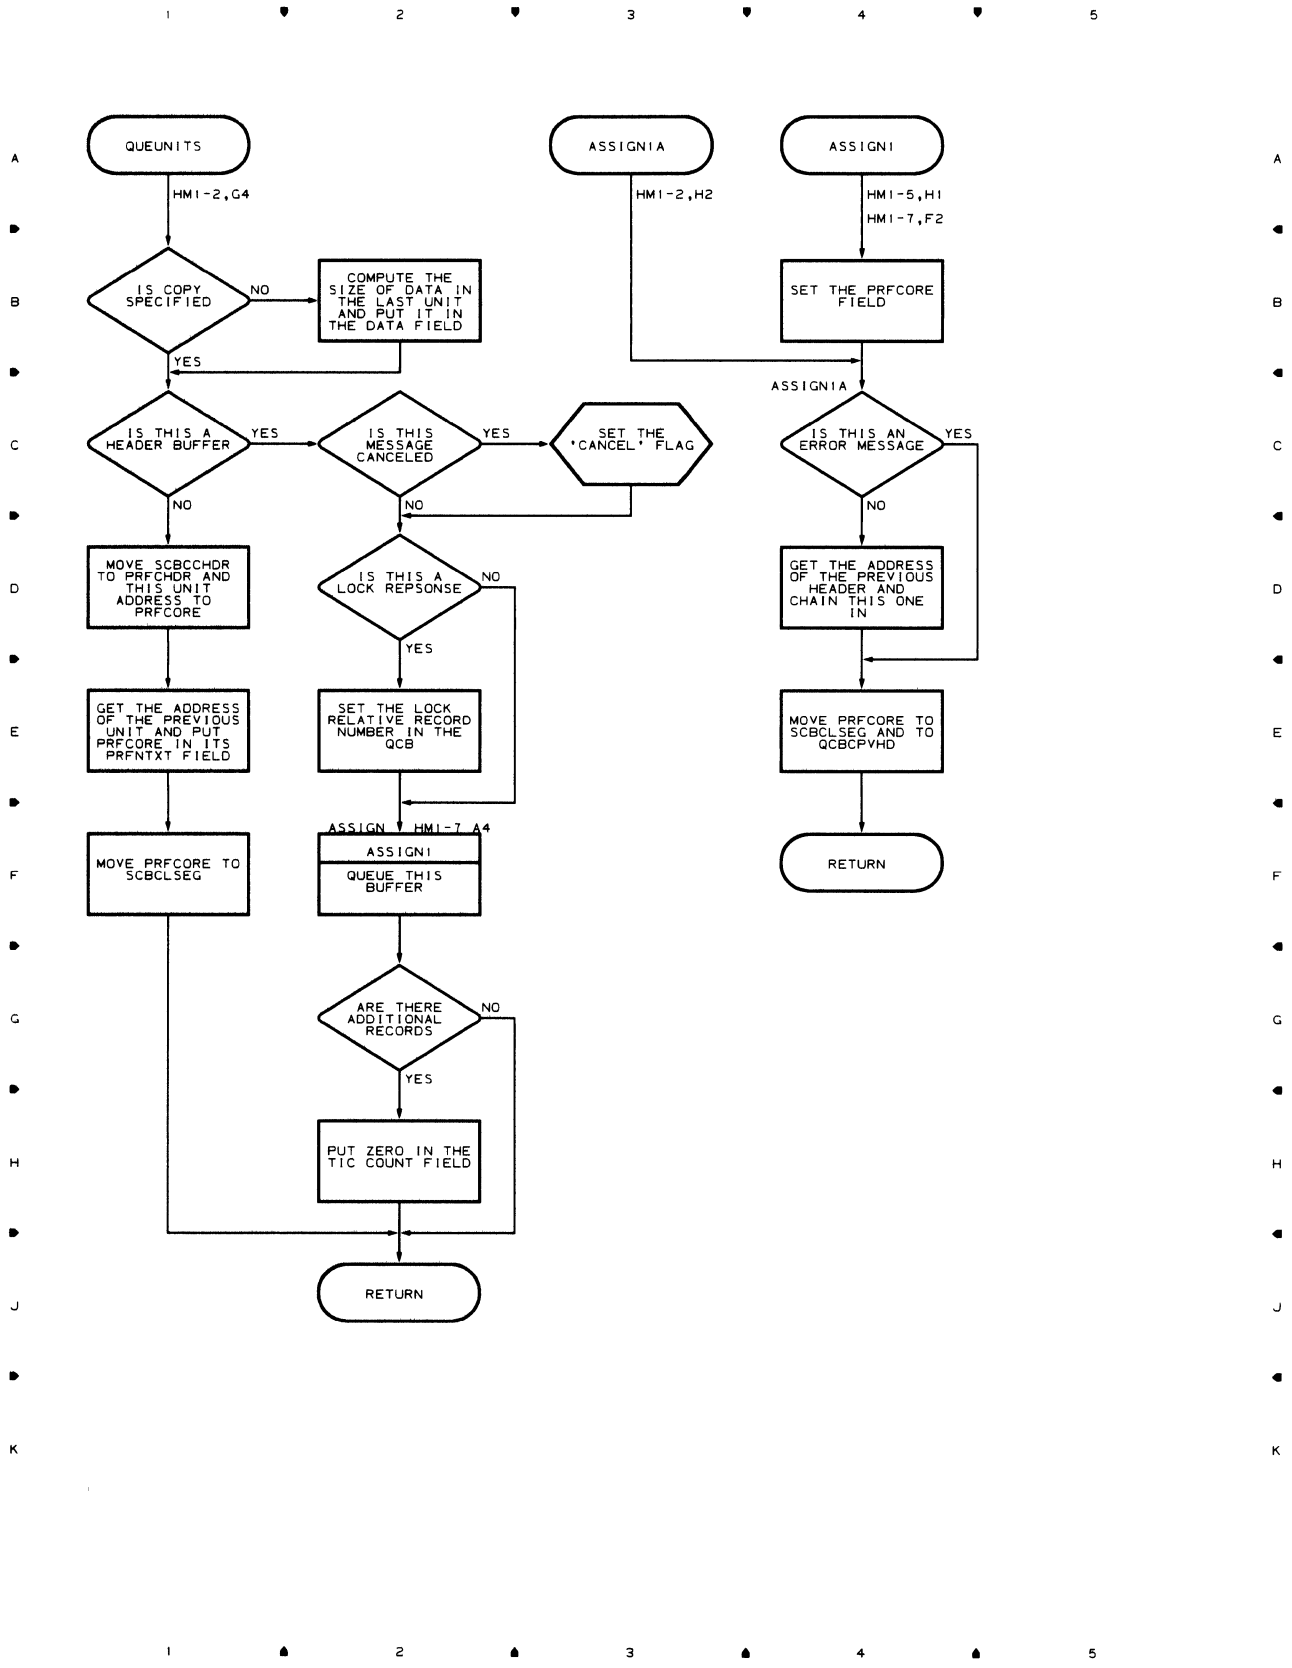 1 2 3 4 5
QUEUNITS
ASSIGN1A
ASSIGN1
A A
HM1-2,G4
HM1-2,H2
HM1-5,H1
HM1-7,F2
IS COPY
SPECIFIED
NO
YES
COMPUTE THE
SIZE OF DATA IN
THE LAST UNIT
AND PUT IT IN
THE DATA FIELD
SET THE PRFCORE
FIELD
B B
ASSIGN1A
IS THIS A
HEADER BUFFER
YES
NO
IS THIS
MESSAGE
CANCELED
YES
NO
SET THE
'CANCEL' FLAG
IS THIS AN
ERROR MESSAGE
YES
NO
C C
MOVE SCBCCHDR
TO PRFCHDR AND
THIS UNIT
ADDRESS TO
PRFCORE
IS THIS A
LOCK REPSONSE
NO
YES
GET THE ADDRESS
OF THE PREVIOUS
HEADER AND
CHAIN THIS ONE
IN
D D
GET THE ADDRESS
OF THE PREVIOUS
UNIT AND PUT
PRFCORE IN ITS
PRFNTXT FIELD
SET THE LOCK
RELATIVE RECORD
NUMBER IN THE
QCB
MOVE PRFCORE TO
SCBCLSEG AND TO
QCBCPVHD
E E
ASSIGN HM1-7 A4
MOVE PRFCORE TO
SCBCLSEG
ASSIGN1
QUEUE THIS
BUFFER
RETURN
F F
ARE THERE
ADDITIONAL
RECORDS
NO
YES
G G
PUT ZERO IN THE
TIC COUNT FIELD
H H
RETURN
J J
K K
1 2 3 4 5